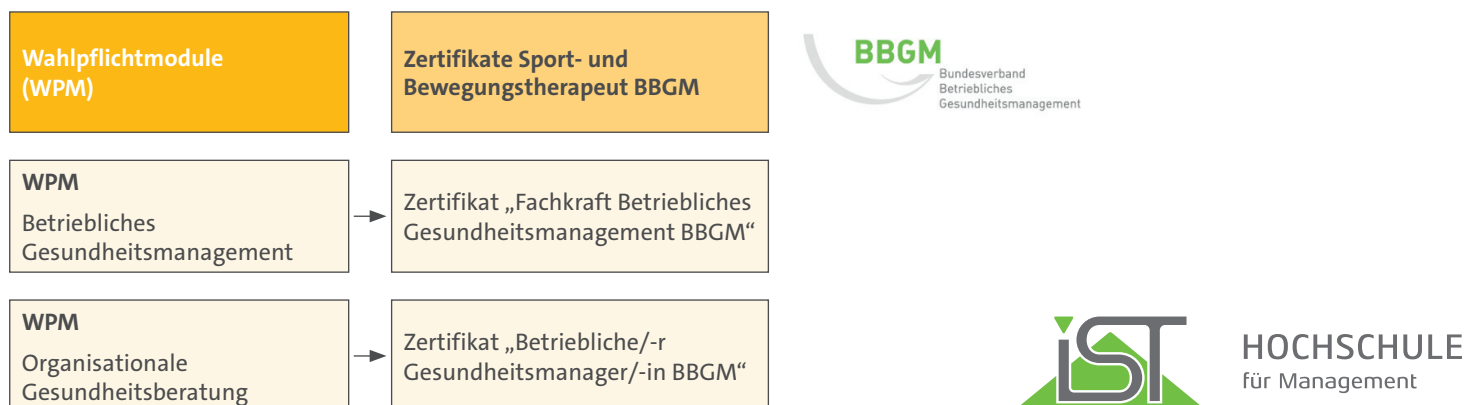 Wahlpflichtmodule
(WPM)
Zertifikate Sport- und
Bewegungstherapeut BBGM
BBGM
Bundesverband
Betriebliches
Gesundheitsmanagement
WPM
Betriebliches
Gesundheitsmanagement
Zertifikat „Fachkraft Betriebliches
Gesundheitsmanagement BBGM“
WPM
Organisationale
Gesundheitsberatung
Zertifikat „Betriebliche/-r
Gesundheitsmanager/-in BBGM“
iST
HOCHSCHULE
für Management